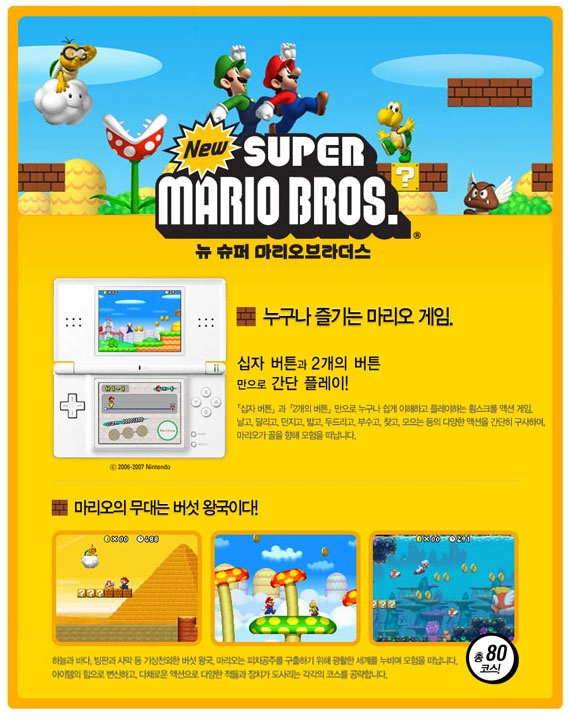 New SUPER
MARIO BROS.®
뉴 슈퍼 마리오브라더스
누구나 즐기는 마리오 게임.
십자 버튼과 2개의 버튼
만으로 간단 플레이!
「십자 버튼」과 「2개의 버튼」만으로 누구나 쉽게 이해하고 플레이하는 횡스크롤 액션 게임.
날고, 달리고, 던지고, 밟고, 두드리고, 부수고, 찾고, 모으는 등의 다양한 액션을 간단히 구사하며,
마리오가 골을 향해 모험을 떠납니다.
© 2006-2007 Nintendo
마리오의 무대는 버섯 왕국이다!
×00 288
×00
×00 291
하늘과 바다, 빙판과 사막 등 기상천외한 버섯 왕국. 마리오는 피치공주를 구출하기 위해 광활한 세계를 누비며 모험을 떠납니다.
아이템의 힘으로 변신하고, 다채로운 액션으로 다양한 적들과 장치가 도사리는 각각의 코스를 공략합니다.
총 80
코스!